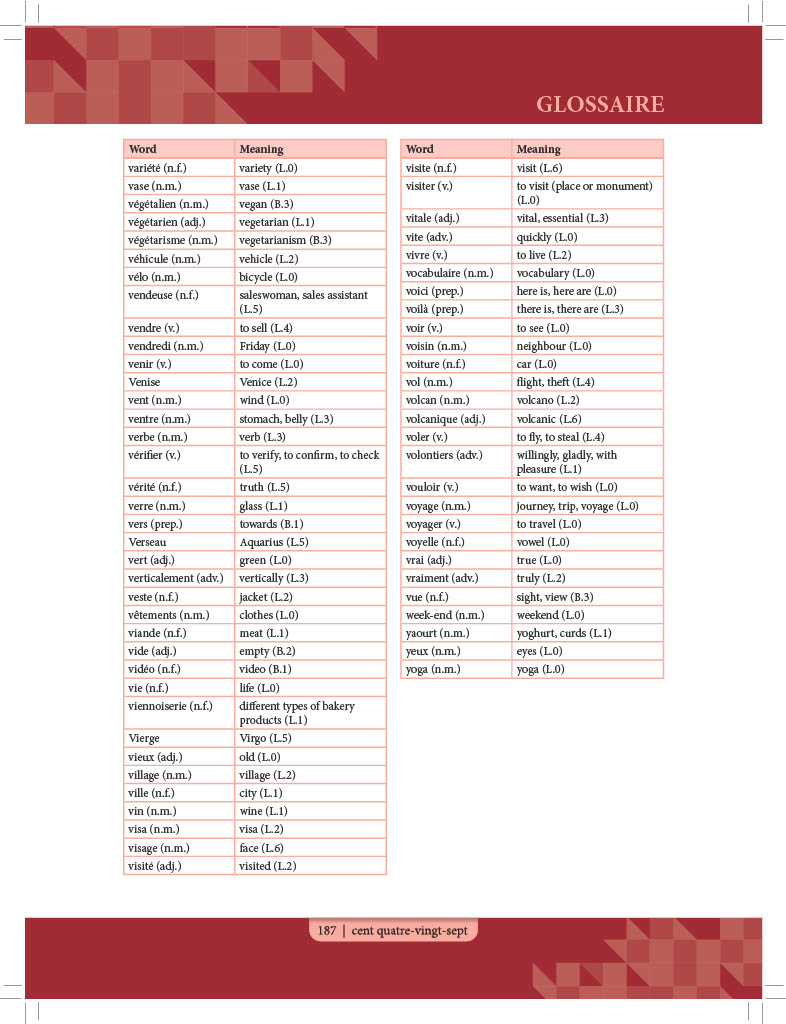 GLOSSAIRE
Word Meaning
variété (n.f.) variety (L.0)
vase (n.m.) vase (L.1)
végétalien (n.m.) vegan (B.3)
végétarien (adj.) vegetarian (L.1)
végétarisme (n.m.) vegetarianism (B.3)
véhicule (n.m.) vehicle (L.2)
vélo (n.m.) bicycle (L.0)
vendeuse (n.f.) saleswoman, sales assistant
(L.5)
vendre (v.) to sell (L.4)
vendredi (n.m.) Friday (L.0)
venir (v.) to come (L.0)
Venise Venice (L.2)
vent (n.m.) wind (L.0)
ventre (n.m.) stomach, belly (L.3)
verbe (n.m.) verb (L.3)
vérifier (v.) to verify, to confirm, to check
(L.5)
vérité (n.f.) truth (L.5)
verre (n.m.) glass (L.1)
vers (prep.) towards (B.1)
Verseau Aquarius (L.5)
vert (adj.) green (L.0)
verticalement (adv.) vertically (L.3)
veste (n.f.) jacket (L.2)
vêtements (n.m.) clothes (L.0)
viande (n.f.) meat (L.1)
vide (adj.) empty (B.2)
vidéo (n.f.) video (B.1)
vie (n.f.) life (L.0)
viennoiserie (n.f.) different types of bakery
products (L.1)
Vierge Virgo (L.5)
vieux (adj.) old (L.0)
village (n.m.) village (L.2)
ville (n.f.) city (L.1)
vin (n.m.) wine (L.1)
visa (n.m.) visa (L.2)
visage (n.m.) face (L.6)
visité (adj.) visited (L.2)
Word Meaning
visite (n.f.) visit (L.6)
visiter (v.) to visit (place or monument)
(L.0)
vitale (adj.) vital, essential (L.3)
vite (adv.) quickly (L.0)
vivre (v.) to live (L.2)
vocabulaire (n.m.) vocabulary (L.0)
voici (prep.) here is, here are (L.0)
voilà (prep.) there is, there are (L.3)
voir (v.) to see (L.0)
voisin (n.m.) neighbour (L.0)
voiture (n.f.) car (L.0)
vol (n.m.) flight, theft (L.4)
volcan (n.m.) volcano (L.2)
volcanique (adj.) volcanic (L.6)
voler (v.) to fly, to steal (L.4)
volontiers (adv.) willingly, gladly, with
pleasure (L.1)
vouloir (v.) to want, to wish (L.0)
voyage (n.m.) journey, trip, voyage (L.0)
voyager (v.) to travel (L.0)
voyelle (n.f.) vowel (L.0)
vrai (adj.) true (L.0)
vraiment (adv.) truly (L.2)
vue (n.f.) sight, view (B.3)
week-end (n.m.) weekend (L.0)
yaourt (n.m.) yoghurt, curds (L.1)
yeux (n.m.) eyes (L.0)
yoga (n.m.) yoga (L.0)
187 | cent quatre-vingt-sept